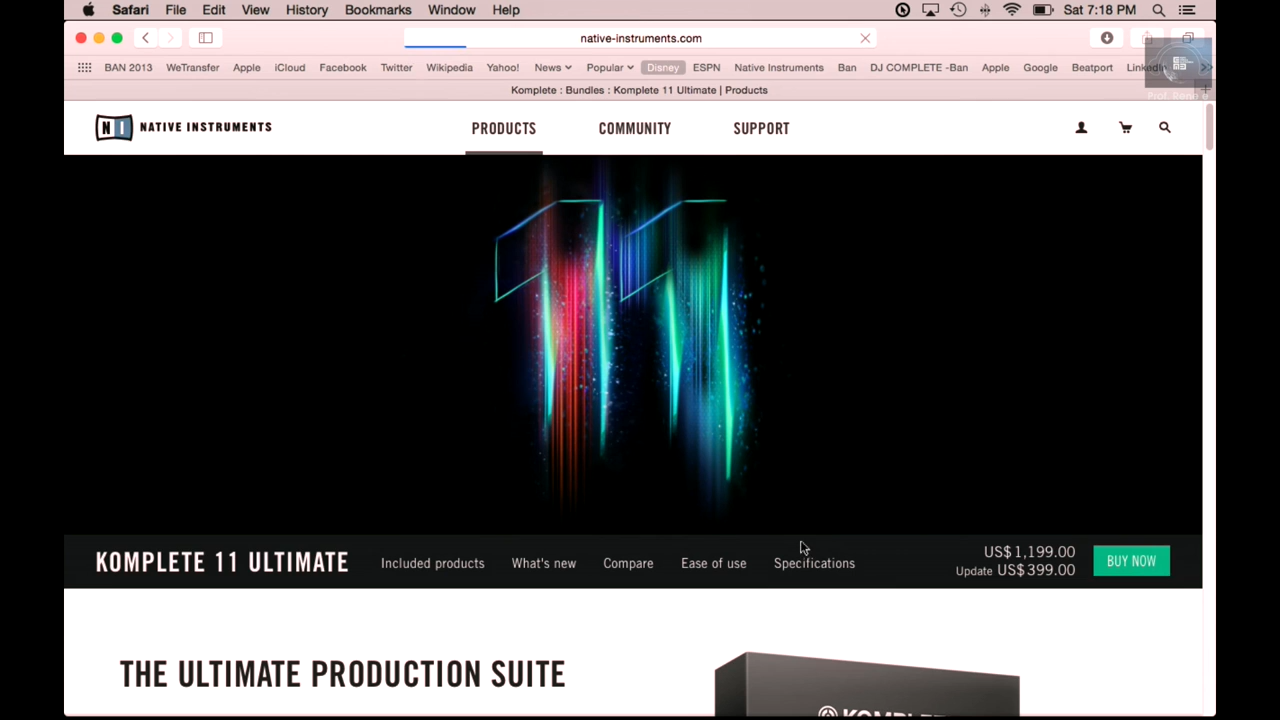 Safari File Edit View History Bookmarks Window Help Sat 7:18 PM
native-instruments.com
BAN 2013 WeTransfer Apple iCloud Facebook Twitter Wikipedia Yahoo! News Popular Disney ESPN Native Instruments Ban DJ COMPLETE -Ban Apple Google Beatport LinkedIn
Komplete : Bundles : Komplete 11 Ultimate | Products
NI NATIVE INSTRUMENTS PRODUCTS COMMUNITY SUPPORT
11
KOMPLETE 11 ULTIMATE Included products What's new Compare Ease of use Specifications US$ 1,199.00 BUY NOW
Update US$ 399.00
THE ULTIMATE PRODUCTION SUITE
KOMPLETE